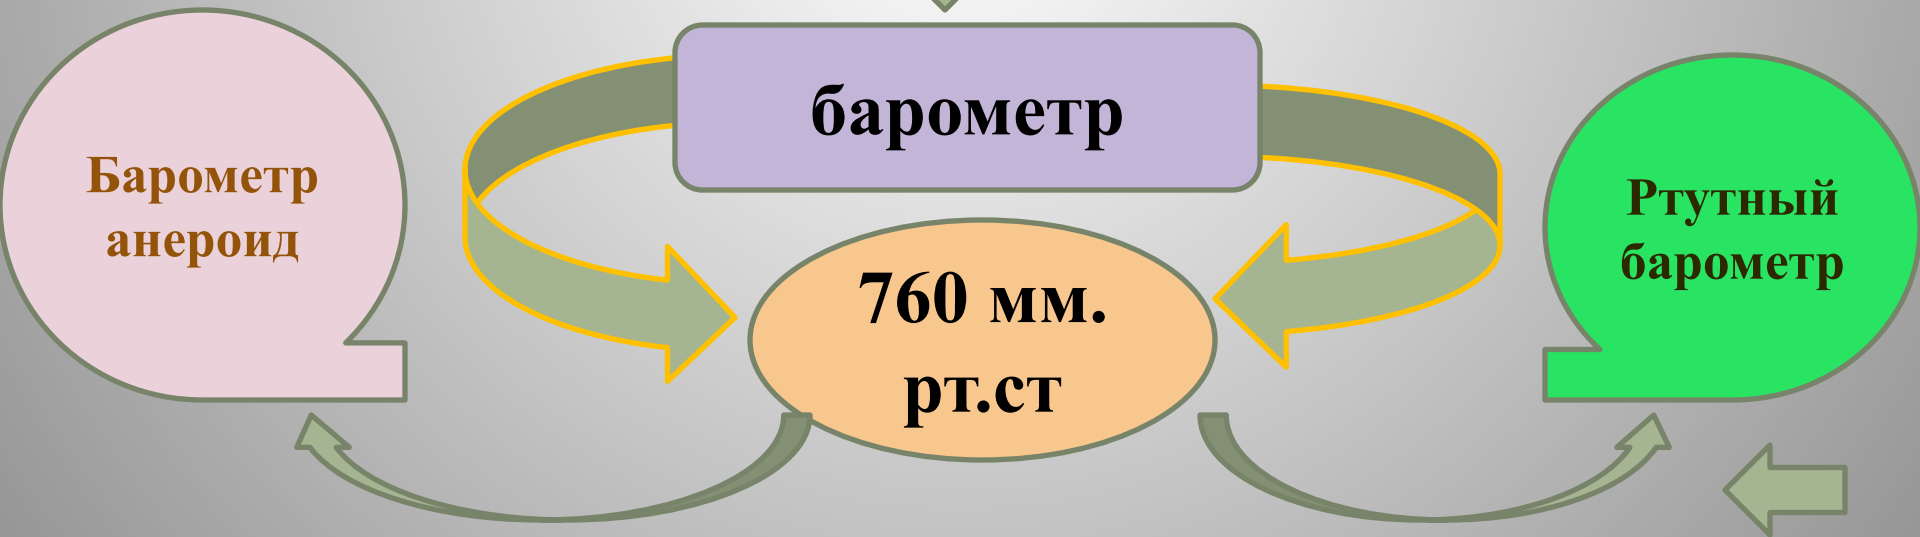 барометр
Барометр
анероид
760 мм.
рт.ст
Ртутный
барометр